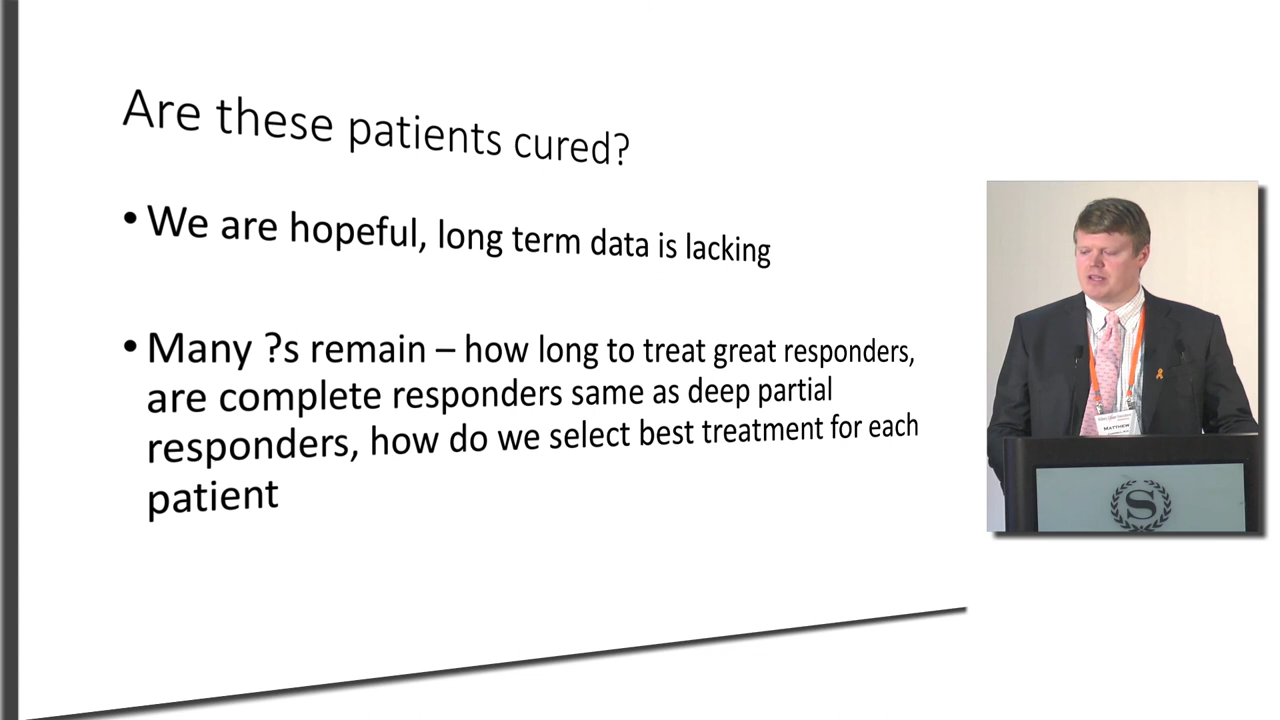 Are these patients cured?
• We are hopeful, long term data is lacking
• Many ?s remain – how long to treat great responders,
are complete responders same as deep partial
responders, how do we select best treatment for each
patient
MATTHEW
S